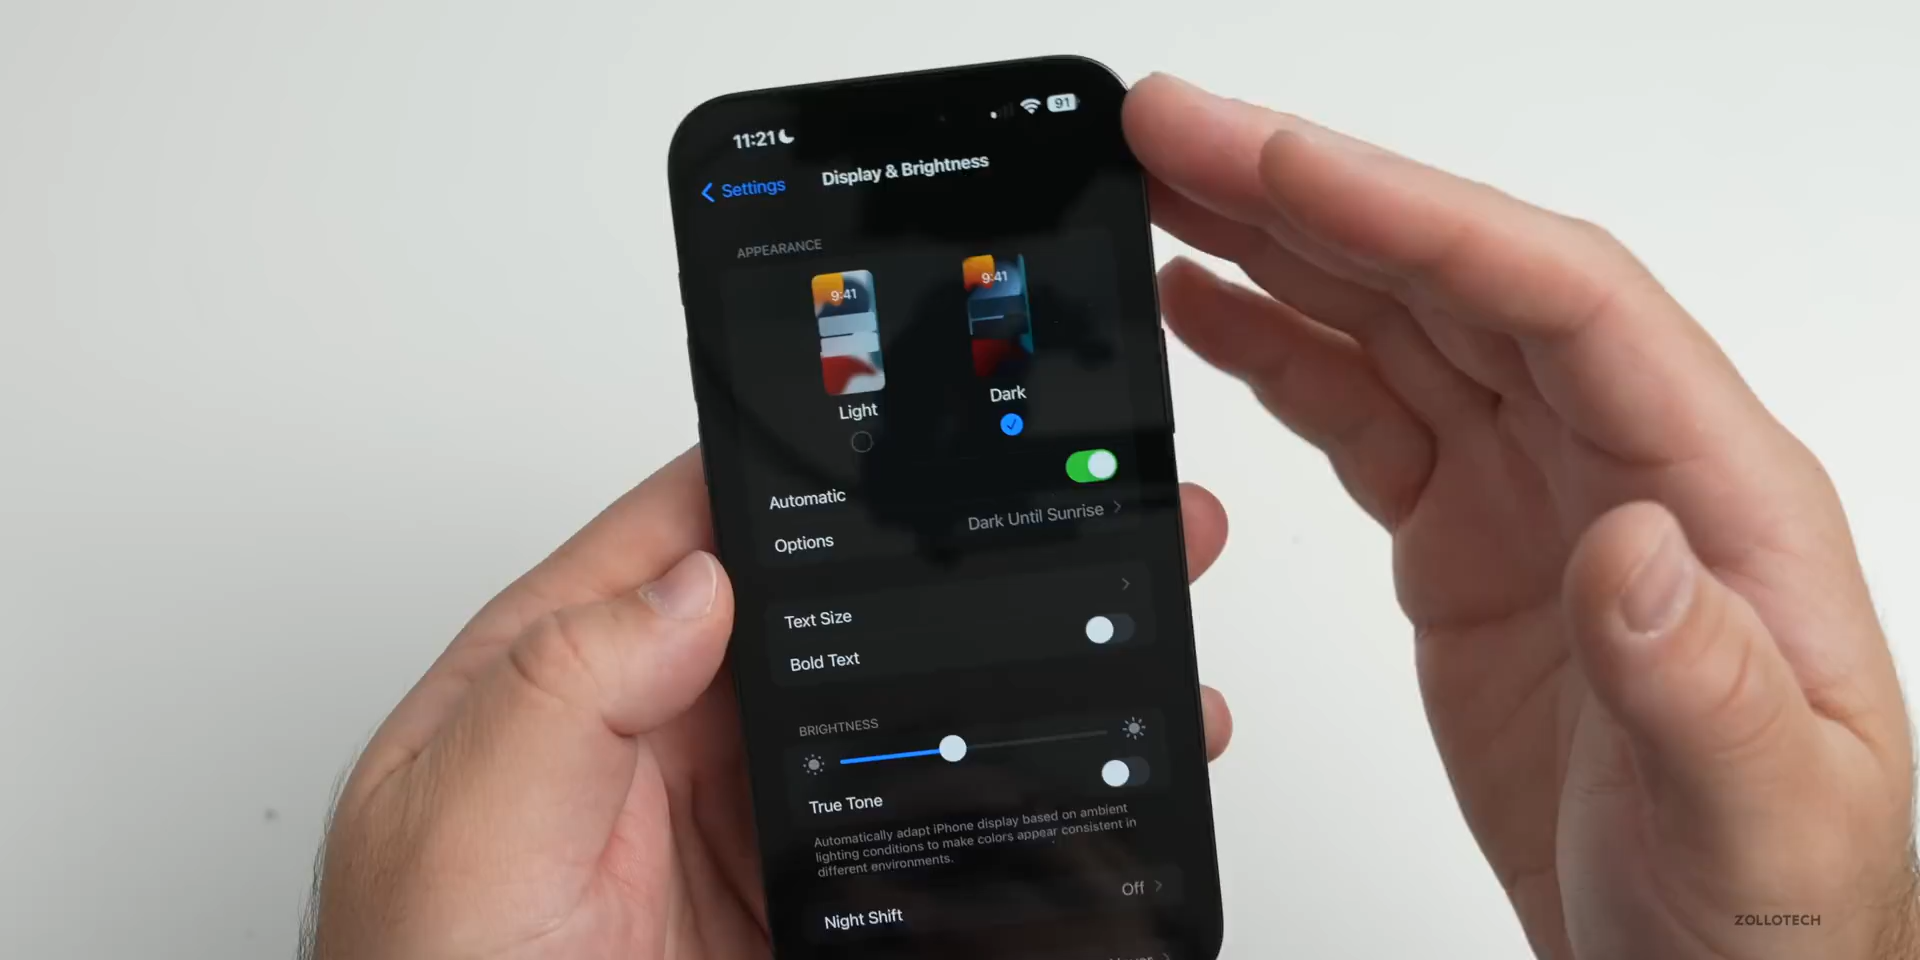 11:21
91
Settings
Display & Brightness
APPEARANCE
9:41
9:41
Light
Dark
Automatic
Options
Dark Until Sunrise
Text Size
Bold Text
BRIGHTNESS
True Tone
Automatically adapt iPhone display based on ambient
lighting conditions to make colors appear consistent in
different environments.
Night Shift
Off
ZOLLOTECH